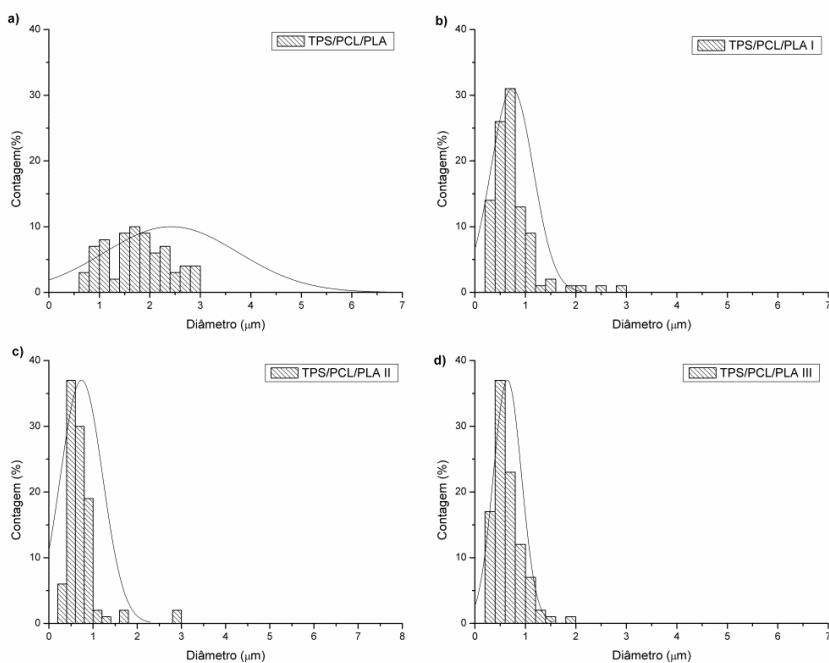 a)
TPS/PCL/PLA
40
30
20
10
0
Contagem(%)
0 1 2 3 4 5 6 7
Diâmetro (μm)
b)
TPS/PCL/PLA I
40
30
20
10
0
Contagem (%)
0 1 2 3 4 5 6 7
Diâmetro (μm)
c)
TPS/PCL/PLA II
40
30
20
10
0
Contagem (%)
0 1 2 3 4 5 6 7 8
Diâmetro (μm)
d)
TPS/PCL/PLA III
40
30
20
10
0
Contagem (%)
0 1 2 3 4 5 6 7
Diâmetro (μm)